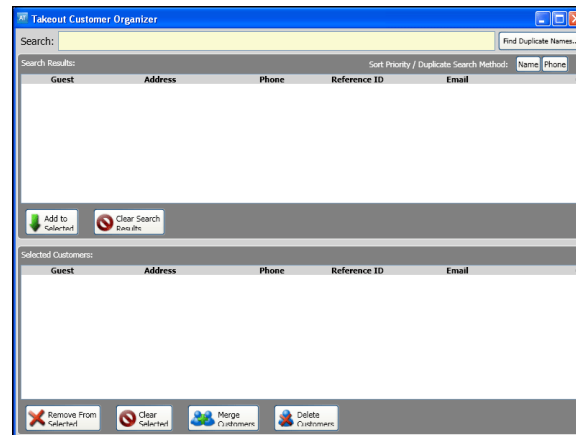 AT Takeout Customer Organizer
Search: Find Duplicate Names...
Search Results: Sort Priority / Duplicate Search Method: Name Phone
Guest Address Phone Reference ID Email
Add to
Selected
Clear Search
Results
Selected Customers:
Guest Address Phone Reference ID Email
Remove From
Selected
Clear
Selected
Merge
Customers
Delete
Customers